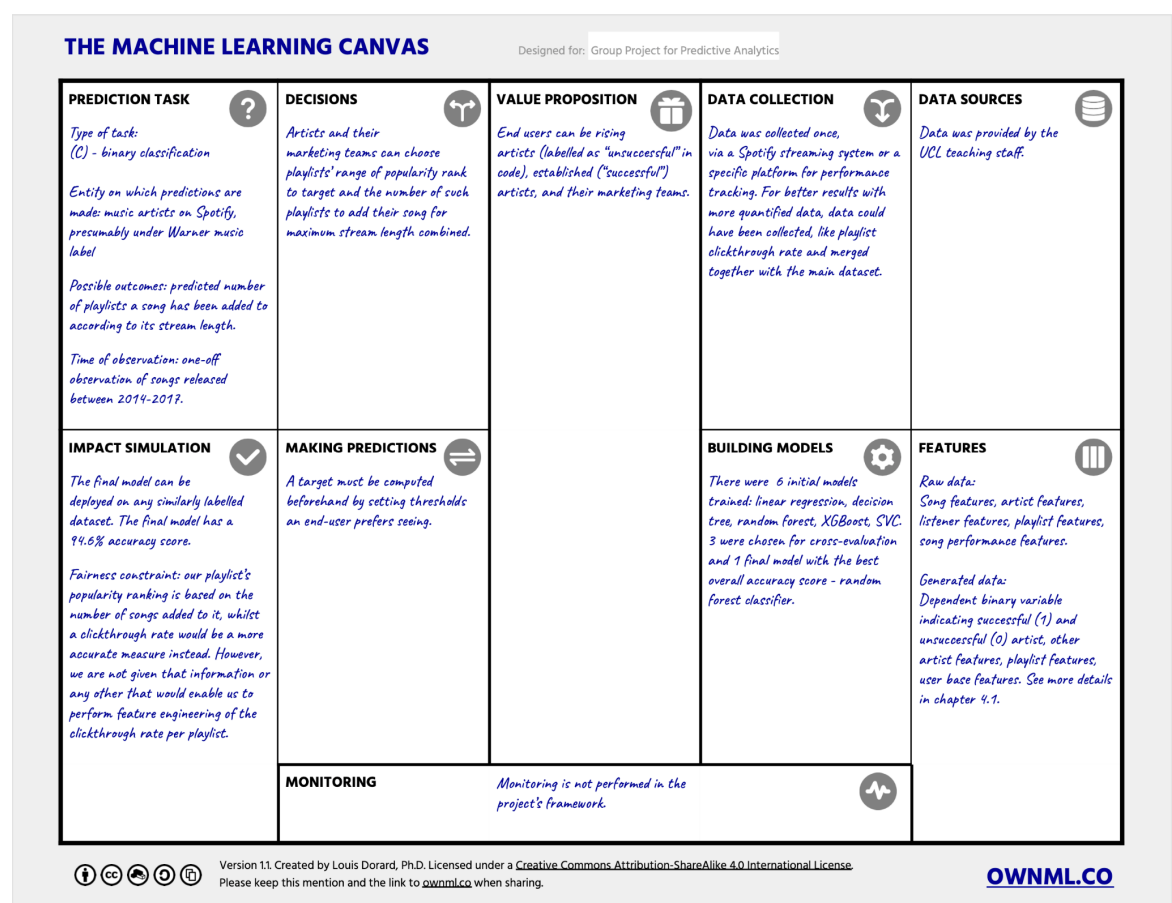 THE MACHINE LEARNING CANVAS
Designed for: Group Project for Predictive Analytics
PREDICTION TASK
Type of task:
(C) - binary classification
Entity on which predictions are
made: music artists on Spotify,
presumably under Warner music
label
Possible outcomes: predicted number
of playlists a song has been added to
according to its stream length.
Time of observation: one-off
observation of songs released
between 2014-2017.
DECISIONS
Artists and their
marketing teams can choose
playlists' range of popularity rank
to target and the number of such
playlists to add their song for
maximum stream length combined.
VALUE PROPOSITION
End users can be rising
artists (labelled as "unsuccessful" in
code), established ("successful")
artists, and their marketing teams.
DATA COLLECTION
Data was collected once,
via a Spotify streaming system or a
specific platform for performance
tracking. For better results with
more quantified data, data could
have been collected, like playlist
clickthrough rate and merged
together with the main dataset.
DATA SOURCES
Data was provided by the
UCL teaching staff.
IMPACT SIMULATION
The final model can be
deployed on any similarly labelled
dataset. The final model has a
94.6% accuracy score.
Fairness constraint: our playlist's
popularity ranking is based on the
number of songs added to it, whilst
a clickthrough rate would be a more
accurate measure instead. However,
we are not given that information or
any other that would enable us to
perform feature engineering of the
clickthrough rate per playlist.
MAKING PREDICTIONS
A target must be computed
beforehand by setting thresholds
an end-user prefers seeing.
BUILDING MODELS
There were 6 initial models
trained: linear regression, decision
tree, random forest, XGBoost, SVC.
3 were chosen for cross-evaluation
and 1 final model with the best
overall accuracy score - random
forest classifier.
FEATURES
Raw data:
Song features, artist features,
listener features, playlist features,
song performance features.
Generated data:
Dependent binary variable
indicating successful (1) and
unsuccessful (0) artist, other
artist features, playlist features,
user base features. See more details
in chapter 4.1.
MONITORING
Monitoring is not performed in the
project's framework.
Version 1.1. Created by Louis Dorard, Ph.D. Licensed under a Creative Commons Attribution-ShareAlike 4.0 International License.
Please keep this mention and the link to ownml.co when sharing.
OWNML.CO